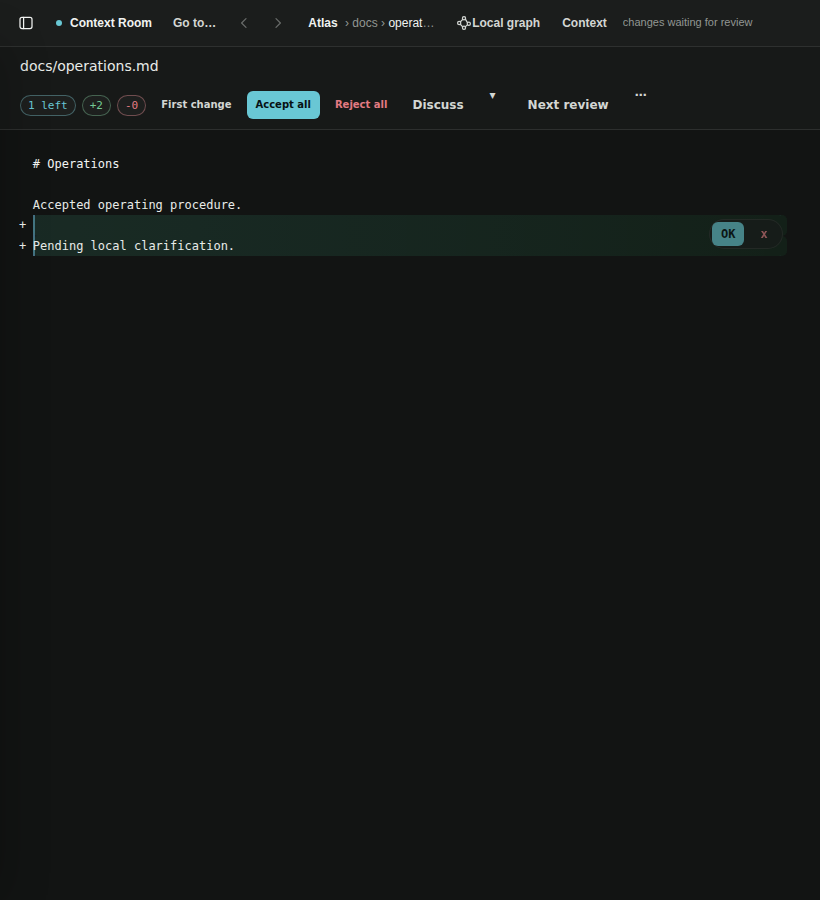 Context Room Go to… Atlas › docs › operat… Local graph Context changes waiting for review
docs/operations.md
1 left +2 -0 First change Accept all Reject all Discuss ▾ Next review …
# Operations
Accepted operating procedure.
+ OK x
+ Pending local clarification.